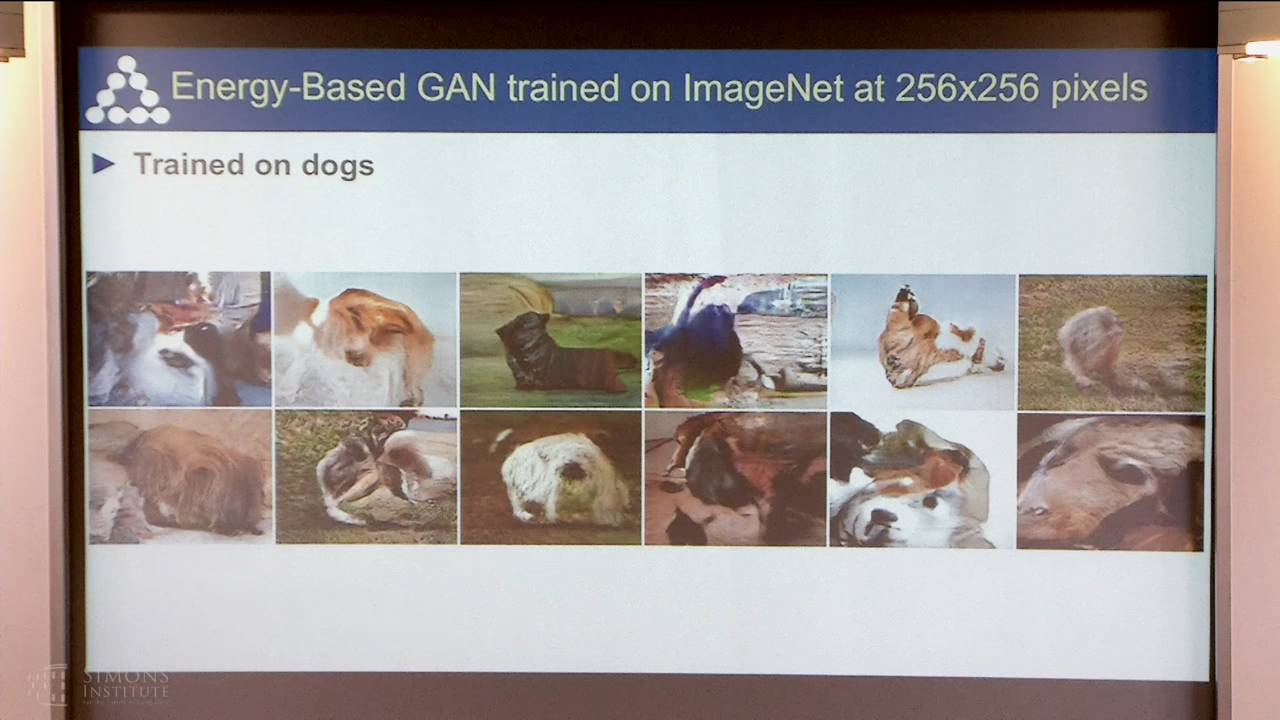 Energy-Based GAN trained on ImageNet at 256x256 pixels
Trained on dogs
SIMONS
INSTITUTE